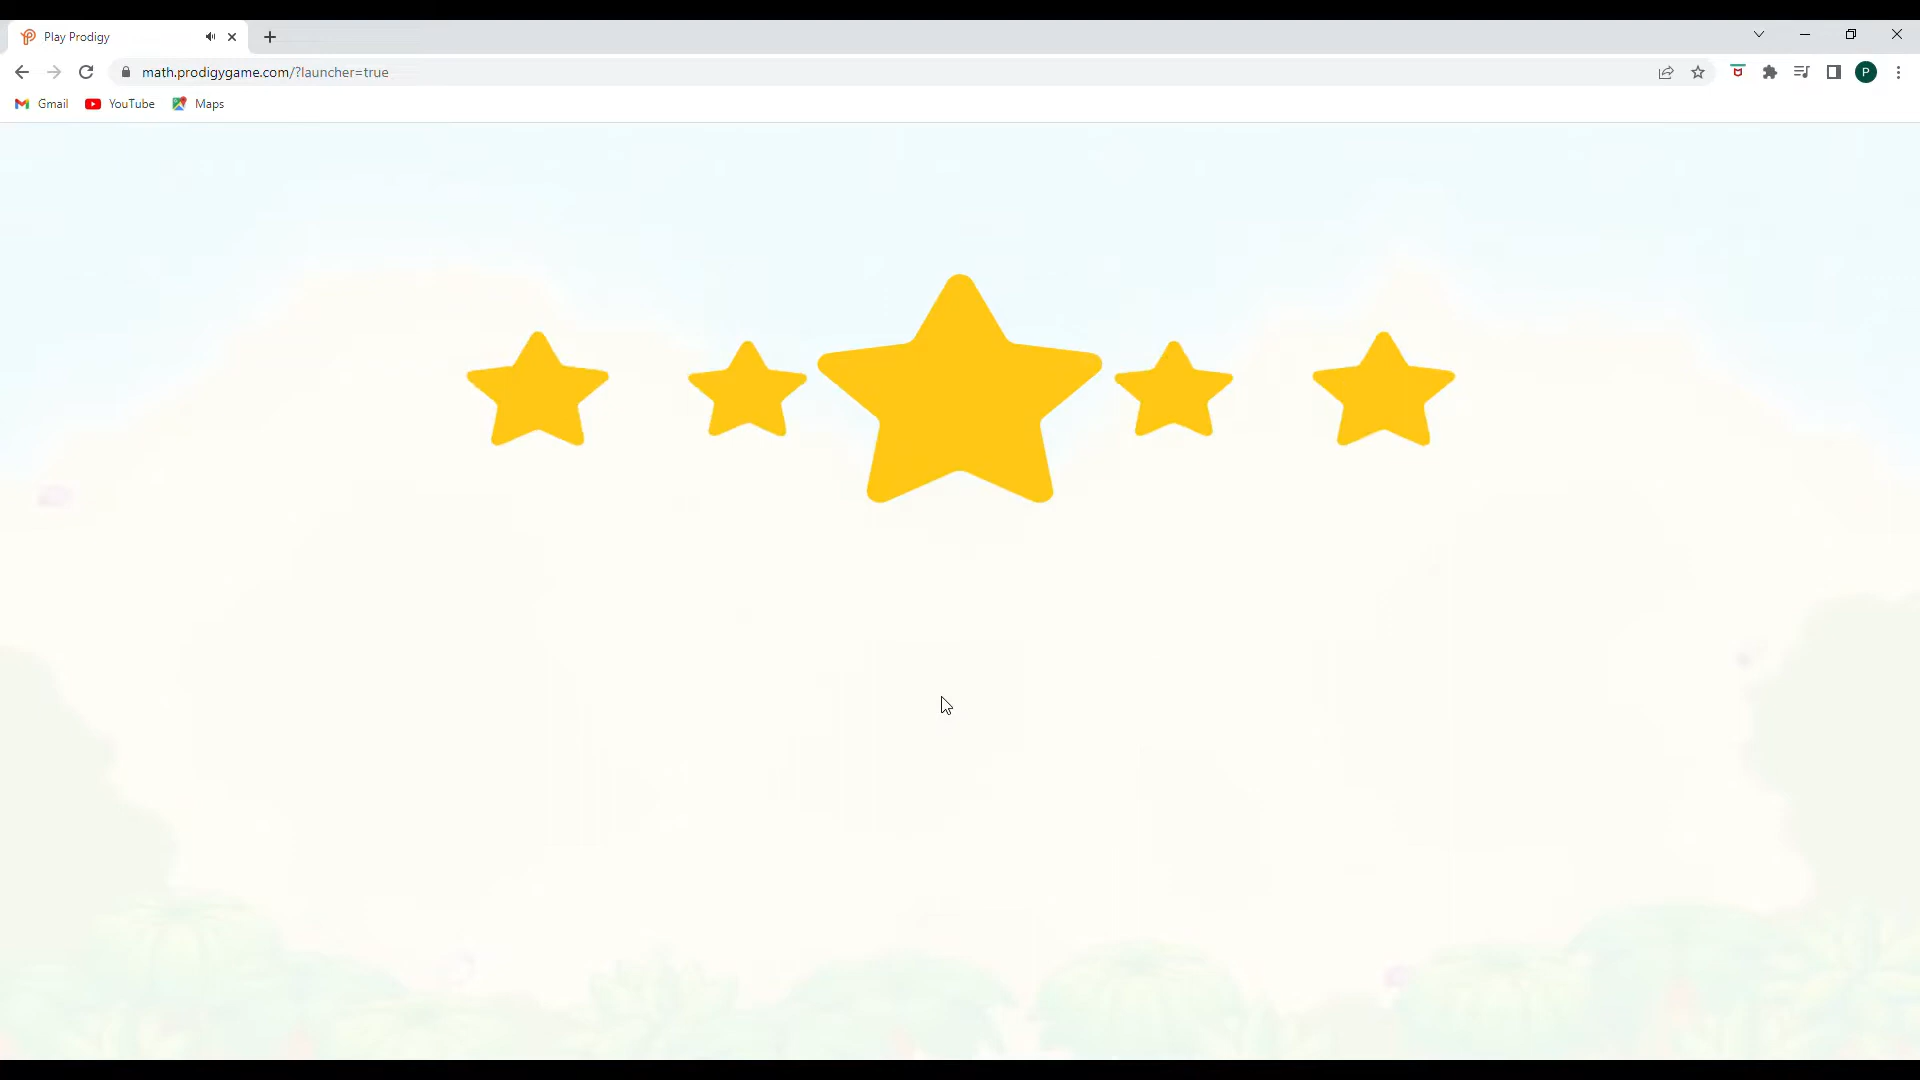 Play Prodigy
math.prodigygame.com/?launcher=true
P
Gmail
YouTube
Maps